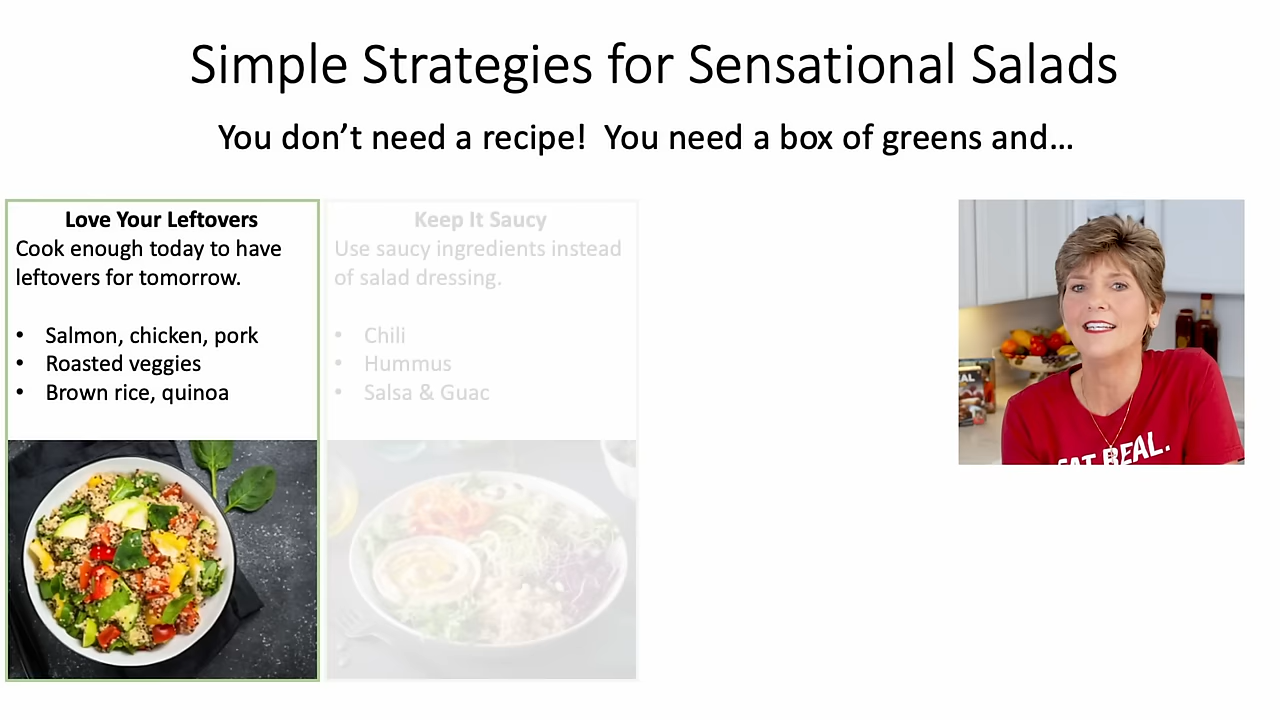 Simple Strategies for Sensational Salads
You don’t need a recipe!  You need a box of greens and…
Love Your Leftovers
Cook enough today to have
leftovers for tomorrow.
• Salmon, chicken, pork
• Roasted veggies
• Brown rice, quinoa
Keep It Saucy
Use saucy ingredients instead
of salad dressing.
• Chili
• Hummus
• Salsa & Guac
EAT REAL.